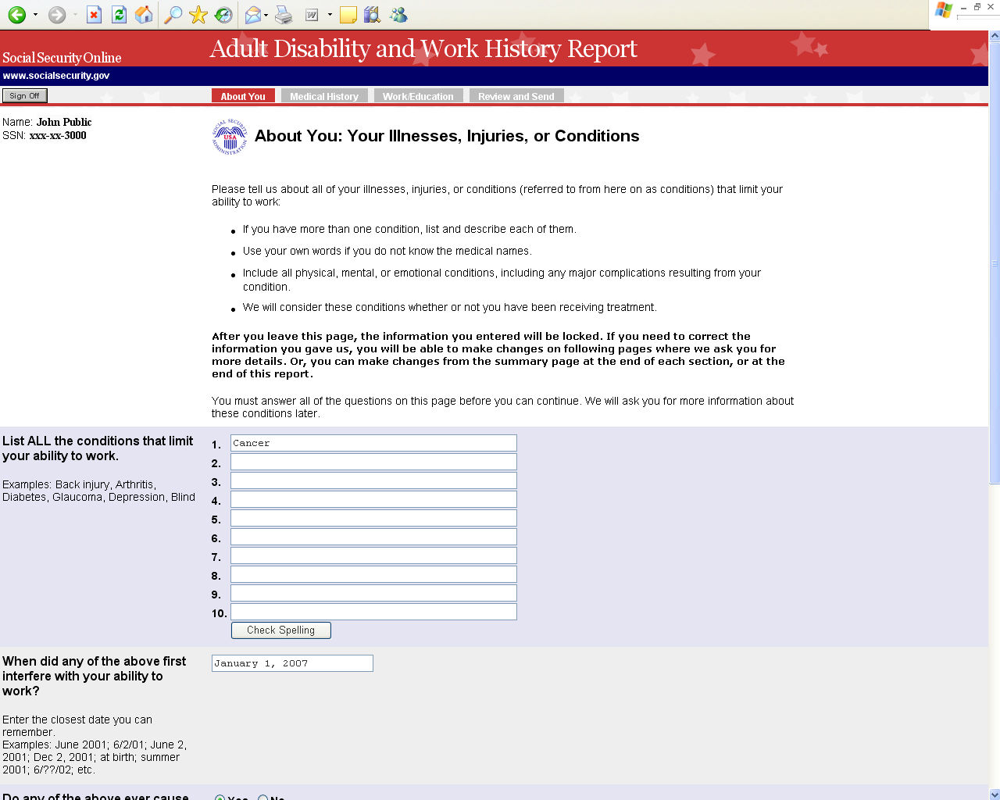 Social Security Online
Adult Disability and Work History Report
www.socialsecurity.gov
Sign Off
About You
Medical History
Work/Education
Review and Send
Name: John Public
SSN: xxx-xx-3000
SOCIAL SECURITY
USA
ADMINISTRATION
About You: Your Illnesses, Injuries, or Conditions
Please tell us about all of your illnesses, injuries, or conditions (referred to from here on as conditions) that limit your
ability to work:
If you have more than one condition, list and describe each of them.
Use your own words if you do not know the medical names.
Include all physical, mental, or emotional conditions, including any major complications resulting from your
condition.
We will consider these conditions whether or not you have been receiving treatment.
After you leave this page, the information you entered will be locked. If you need to correct the
information you gave us, you will be able to make changes on following pages where we ask you for
more details. Or, you can make changes from the summary page at the end of each section, or at the
end of this report.
You must answer all of the questions on this page before you can continue. We will ask you for more information about
these conditions later.
List ALL the conditions that limit
your ability to work.
Examples: Back injury, Arthritis,
Diabetes, Glaucoma, Depression, Blind
1. Cancer
2.
3.
4.
5.
6.
7.
8.
9.
10.
Check Spelling
When did any of the above first
interfere with your ability to
work?
Enter the closest date you can
remember.
Examples: June 2001; 6/2/01; June 2,
2001; Dec 2, 2001; at birth; summer
2001; 6/??/02; etc.
January 1, 2007
Do any of the above ever cause
Yes No